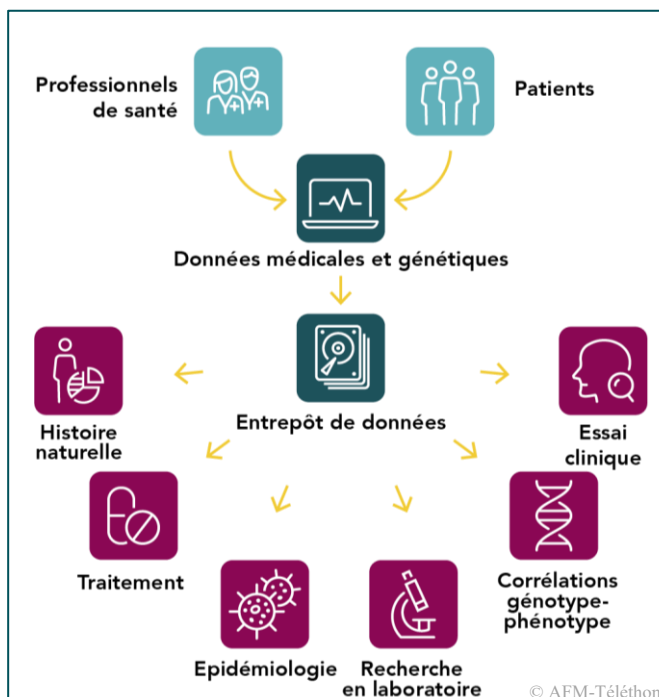 Professionnels
de santé
Patients
Données médicales et génétiques
Entrepôt de données
Histoire
naturelle
Essai
clinique
Traitement
Corrélations
génotype-
phénotype
Epidémiologie
Recherche
en laboratoire
© AFM-Téléthon